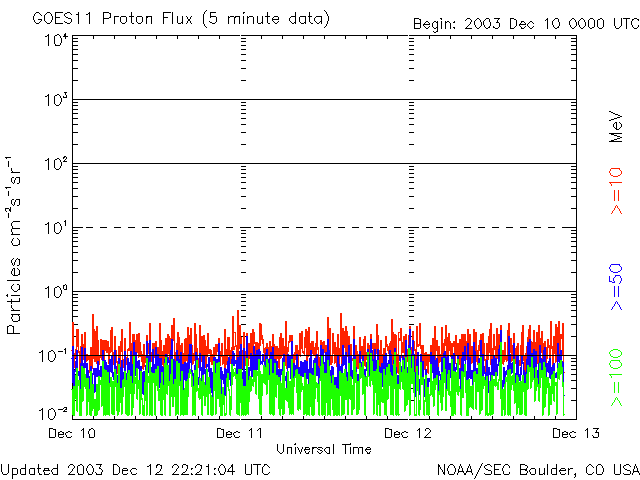 GOES11 Proton Flux (5 minute data)
Begin: 2003 Dec 10 0000 UTC
Particles cm⁻²s⁻¹sr⁻¹
10⁴
10³
10²
10¹
10⁰
10⁻¹
10⁻²
MeV
>=10
>=50
>=100
Dec 10
Dec 11
Dec 12
Dec 13
Universal Time
Updated 2003 Dec 12 22:21:04 UTC
NOAA/SEC Boulder, CO USA